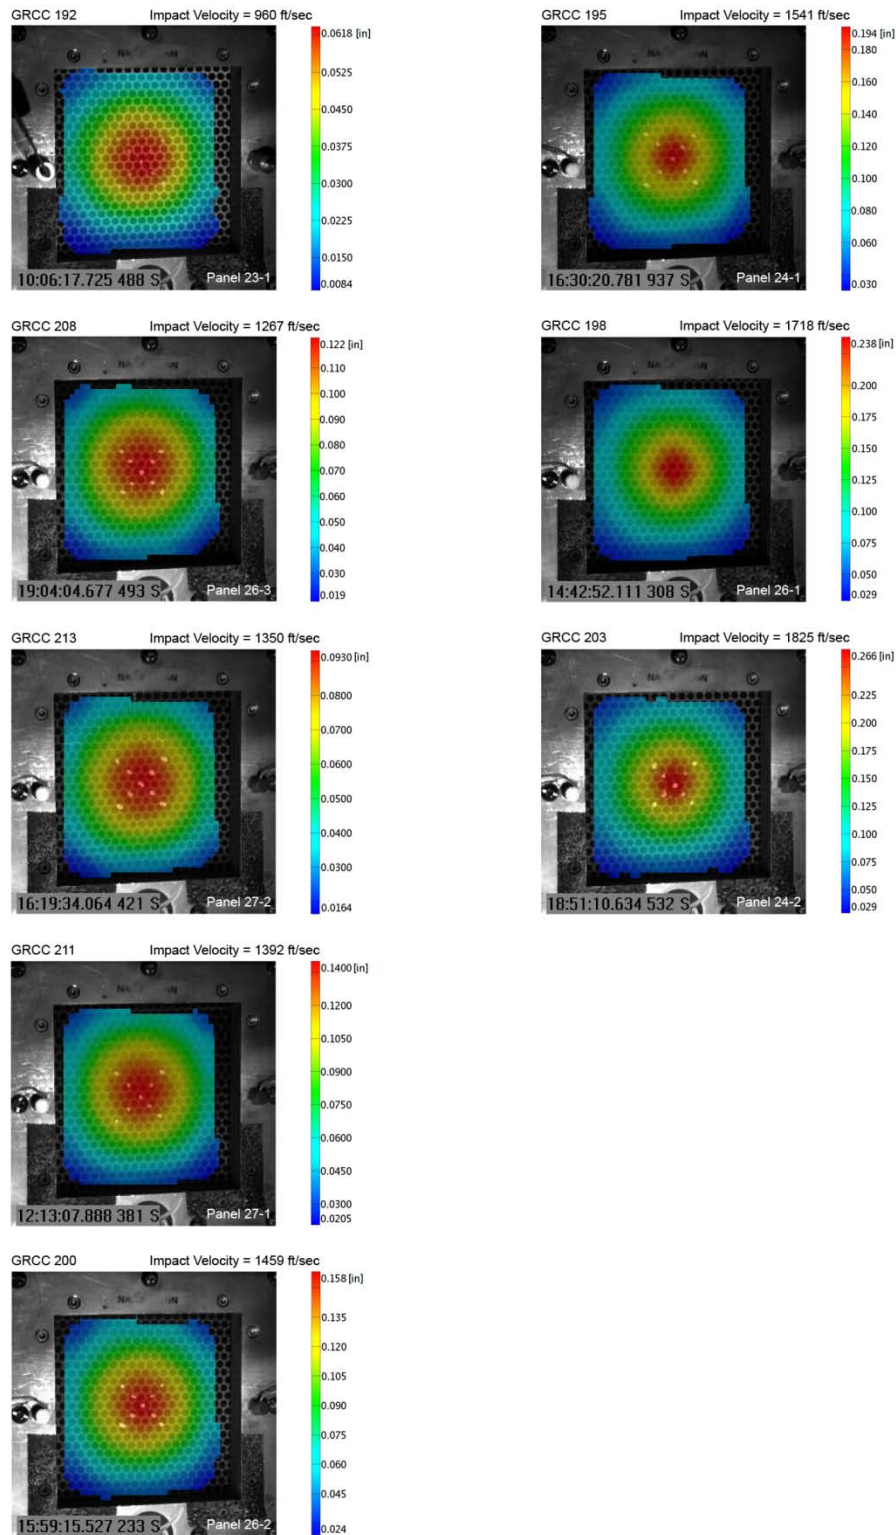 GRCC 192 Impact Velocity = 960 ft/sec
0.0618 [in]
0.0525
0.0450
0.0375
0.0300
0.0225
0.0150
0.0084
10:06:17.725 488 S
Panel 23-1
GRCC 208 Impact Velocity = 1267 ft/sec
0.122 [in]
0.110
0.100
0.090
0.080
0.070
0.060
0.050
0.040
0.030
0.019
19:04:04.677 493 S
Panel 26-3
GRCC 213 Impact Velocity = 1350 ft/sec
0.0930 [in]
0.0800
0.0700
0.0600
0.0500
0.0400
0.0300
0.0164
16:19:34.064 421 S
Panel 27-2
GRCC 211 Impact Velocity = 1392 ft/sec
0.1400 [in]
0.1200
0.1050
0.0900
0.0750
0.0600
0.0450
0.0300
0.0205
12:13:07.888 381 S
Panel 27-1
GRCC 200 Impact Velocity = 1459 ft/sec
0.158 [in]
0.135
0.120
0.105
0.090
0.075
0.060
0.045
0.024
15:59:15.527 233 S
Panel 26-2
GRCC 195 Impact Velocity = 1541 ft/sec
0.194 [in]
0.180
0.160
0.140
0.120
0.100
0.080
0.060
0.030
16:30:20.781 937 S
Panel 24-1
GRCC 198 Impact Velocity = 1718 ft/sec
0.238 [in]
0.200
0.175
0.150
0.125
0.100
0.075
0.050
0.029
14:42:52.111 308 S
Panel 26-1
GRCC 203 Impact Velocity = 1825 ft/sec
0.266 [in]
0.225
0.200
0.175
0.150
0.125
0.100
0.075
0.050
0.029
18:51:10.634 532 S
Panel 24-2